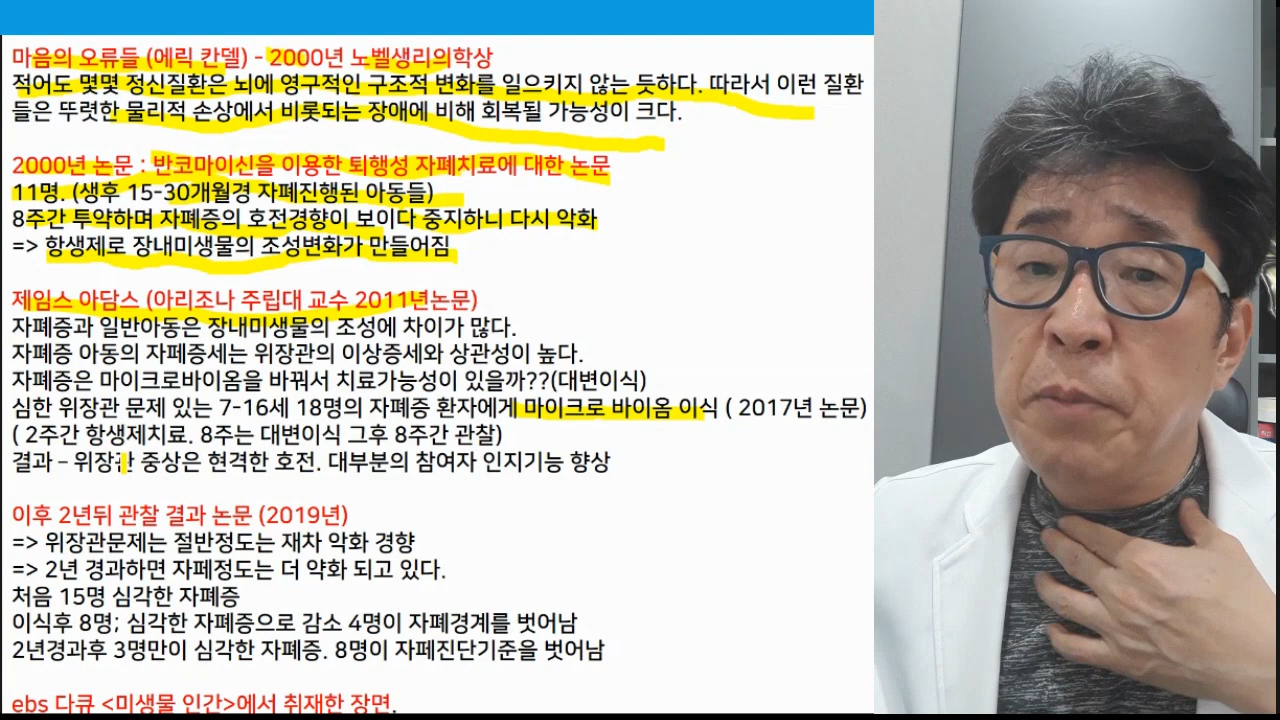 마음의 오류들 (에릭 칸델) - 2000년 노벨생리의학상
적어도 몇몇 정신질환은 뇌에 영구적인 구조적 변화를 일으키지 않는 듯하다. 따라서 이런 질환
들은 뚜렷한 물리적 손상에서 비롯되는 장애에 비해 회복될 가능성이 크다.
2000년 논문 : 반코마이신을 이용한 퇴행성 자폐치료에 대한 논문
11명. (생후 15-30개월경 자폐진행된 아동들)
8주간 투약하며 자폐증의 호전경향이 보이다 중지하니 다시 악화
=> 항생제로 장내미생물의 조성변화가 만들어짐
제임스 아담스 (아리조나 주립대 교수 2011년논문)
자폐증과 일반아동은 장내미생물의 조성에 차이가 많다.
자폐증 아동의 자페증세는 위장관의 이상증세와 상관성이 높다.
자폐증은 마이크로바이옴을 바꿔서 치료가능성이 있을까??(대변이식)
심한 위장관 문제 있는 7-16세 18명의 자폐증 환자에게 마이크로 바이옴 이식 ( 2017년 논문)
( 2주간 항생제치료. 8주는 대변이식 그후 8주간 관찰)
결과 – 위장관 중상은 현격한 호전. 대부분의 참여자 인지기능 향상
이후 2년뒤 관찰 결과 논문 (2019년)
=> 위장관문제는 절반정도는 재차 악화 경향
=> 2년 경과하면 자페정도는 더 약화 되고 있다.
처음 15명 심각한 자폐증
이식후 8명; 심각한 자폐증으로 감소 4명이 자폐경계를 벗어남
2년경과후 3명만이 심각한 자폐증. 8명이 자페진단기준을 벗어남
ebs 다큐 <미생물 인간>에서 취재한 장면.